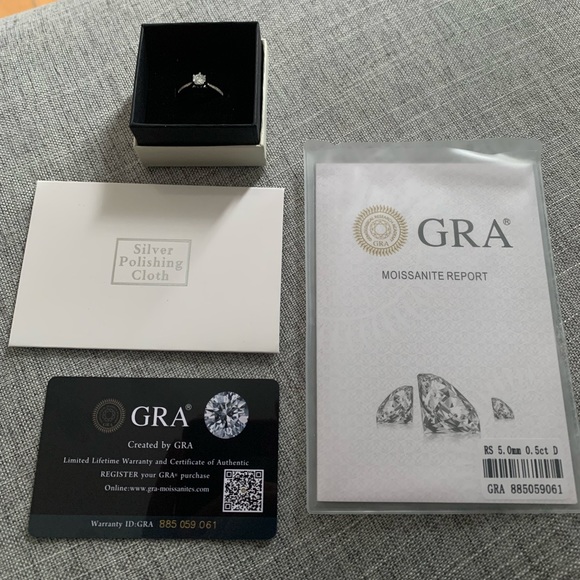 Silver
Polishing
Cloth
GRA®
MOISSANITE REPORT
RS 5.0mm 0.5ct D
GRA 885059061
GRA®
Created by GRA
Limited Lifetime Warranty and Certificate of Authentic
REGISTER your GRA® purchase
Online:www.gra-moissanites.com
Warranty ID:GRA 885 059 061